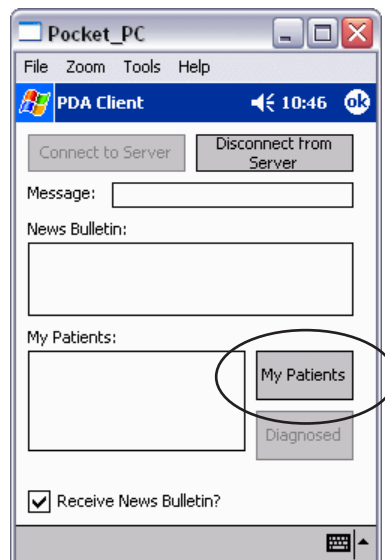 Pocket_PC
File Zoom Tools Help
PDA Client 10:46 ok
Connect to Server
Disconnect from
Server
Message:
News Bulletin:
My Patients:
My Patients
Diagnosed
Receive News Bulletin?